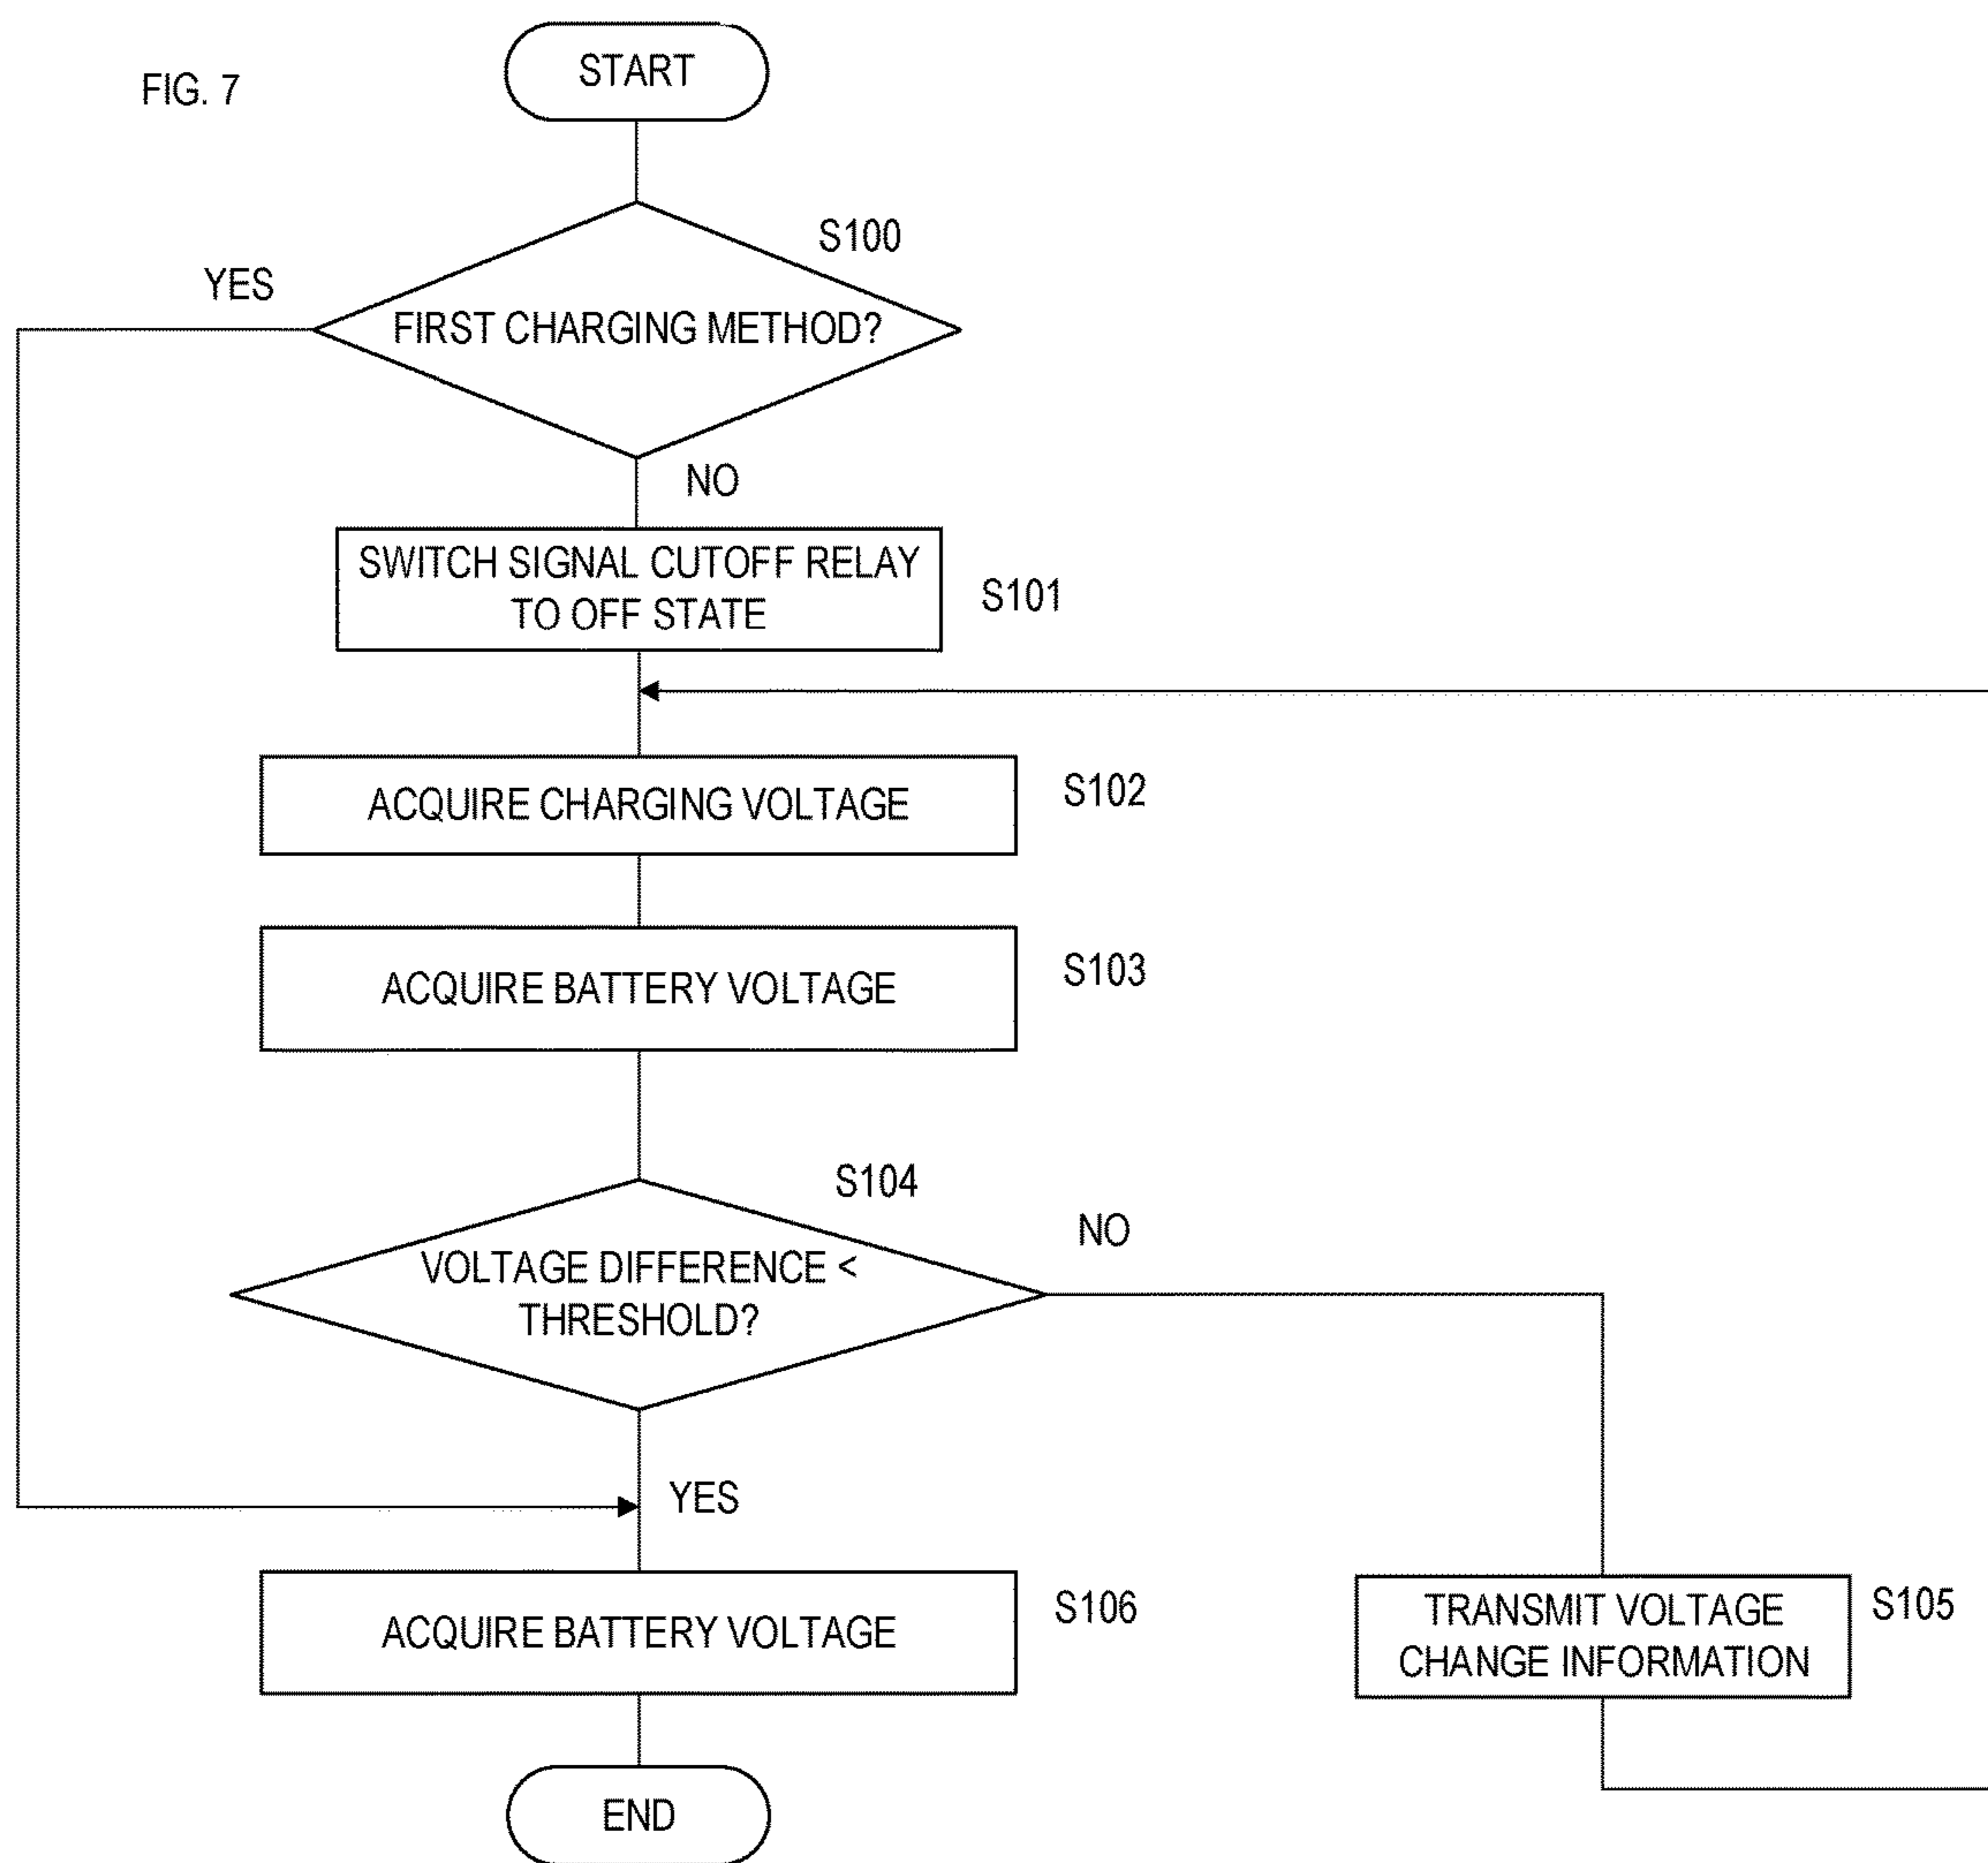 FIG. 7
START
S100
YES
FIRST CHARGING METHOD?
NO
SWITCH SIGNAL CUTOFF RELAY
TO OFF STATE
S101
ACQUIRE CHARGING VOLTAGE
S102
ACQUIRE BATTERY VOLTAGE
S103
S104
NO
VOLTAGE DIFFERENCE <
THRESHOLD?
YES
ACQUIRE BATTERY VOLTAGE
S106
TRANSMIT VOLTAGE
CHANGE INFORMATION
S105
END